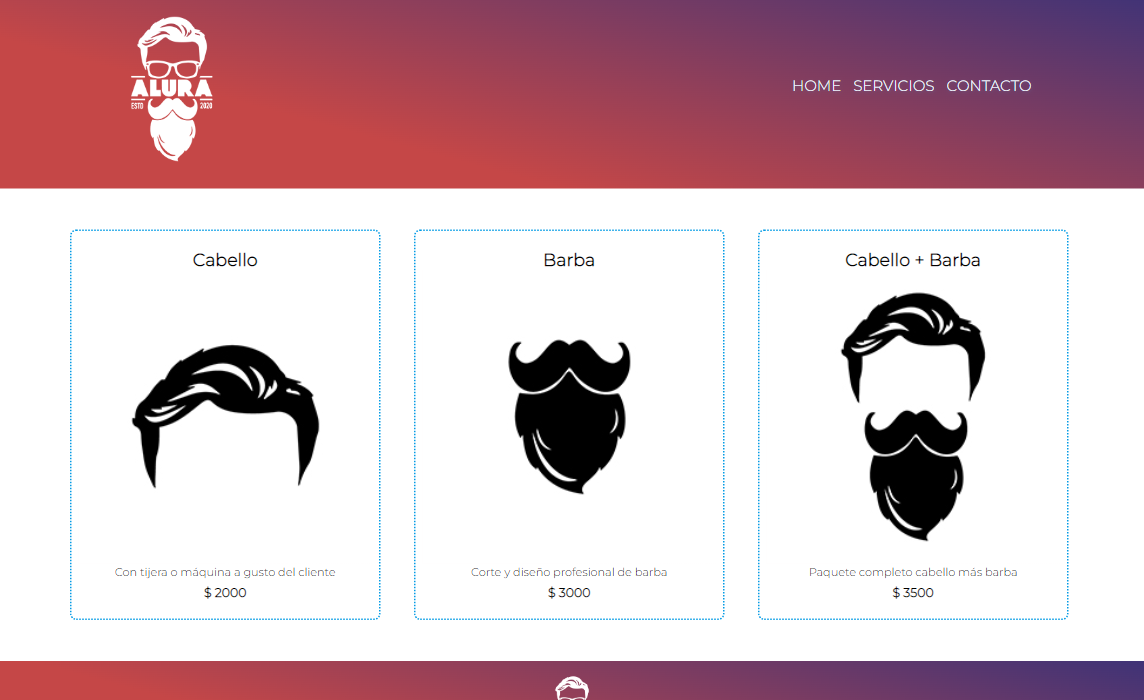 ALURA
ESTD 2020
HOME SERVICIOS CONTACTO
Cabello
Con tijera o máquina a gusto del cliente
$ 2000
Barba
Corte y diseño profesional de barba
$ 3000
Cabello + Barba
Paquete completo cabello más barba
$ 3500